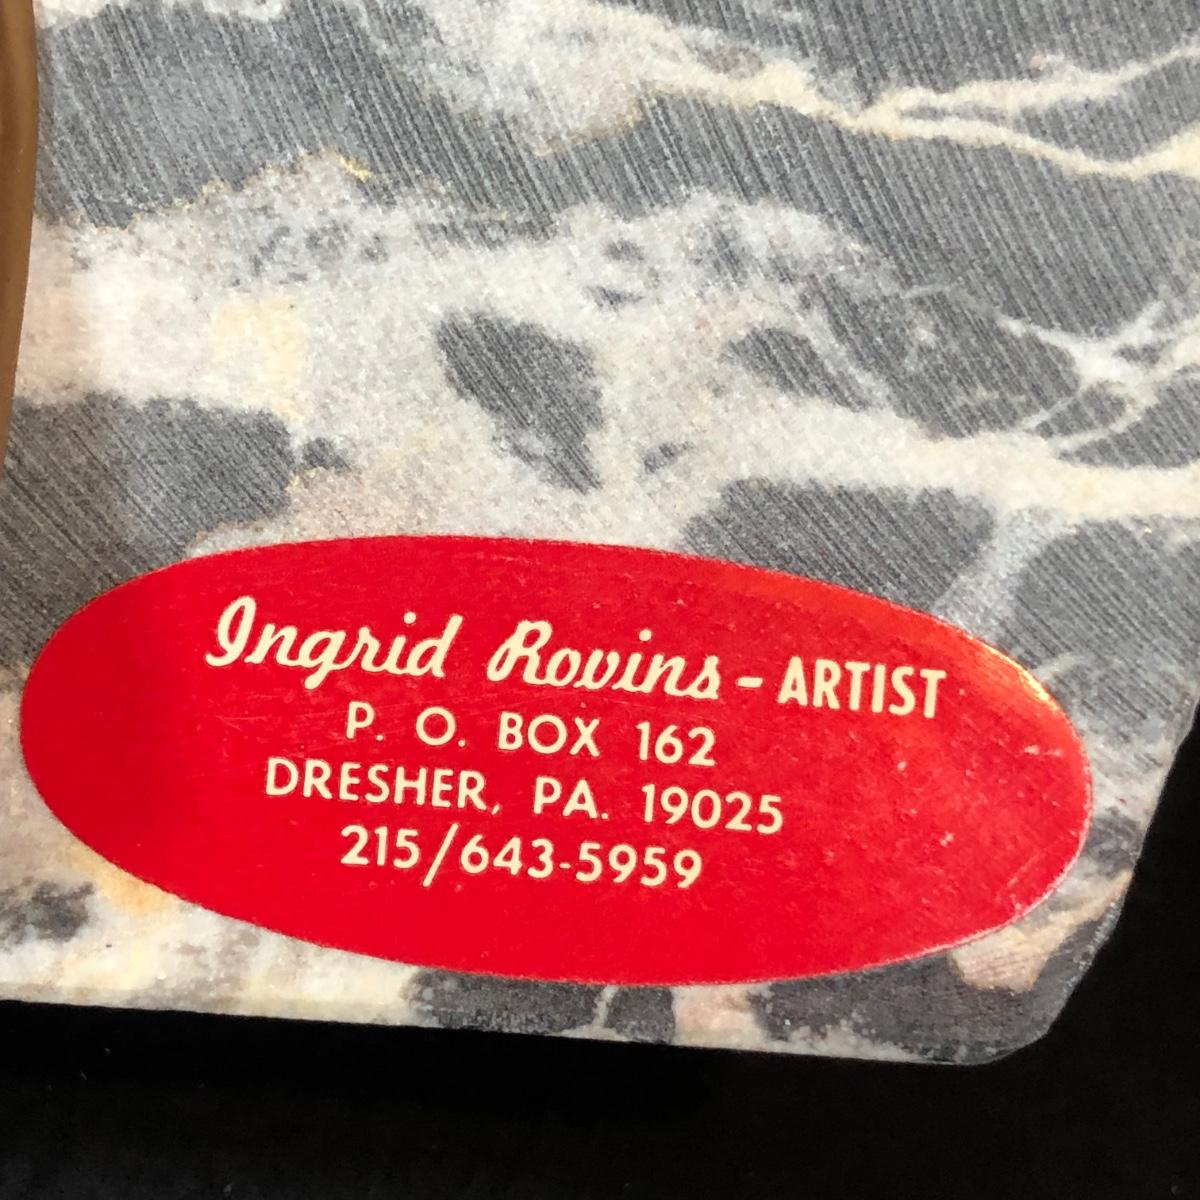 Ingrid Rovins - ARTIST
P. O. BOX 162
DRESHER, PA. 19025
215/643-5959